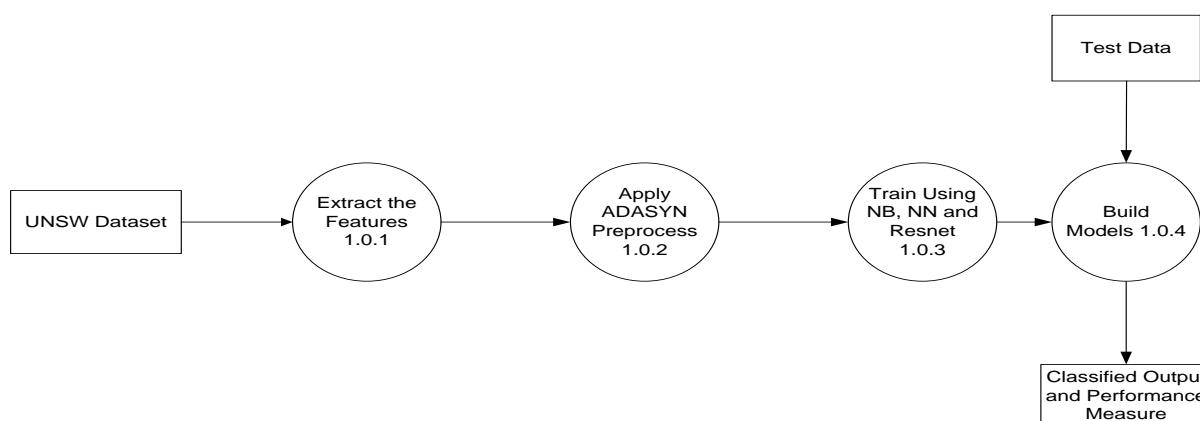 Test Data
UNSW Dataset
Extract the
Features
1.0.1
Apply
ADASYN
Preprocess
1.0.2
Train Using
NB, NN and
Resnet
1.0.3
Build
Models 1.0.4
Classified Outpu
and Performance
Measure